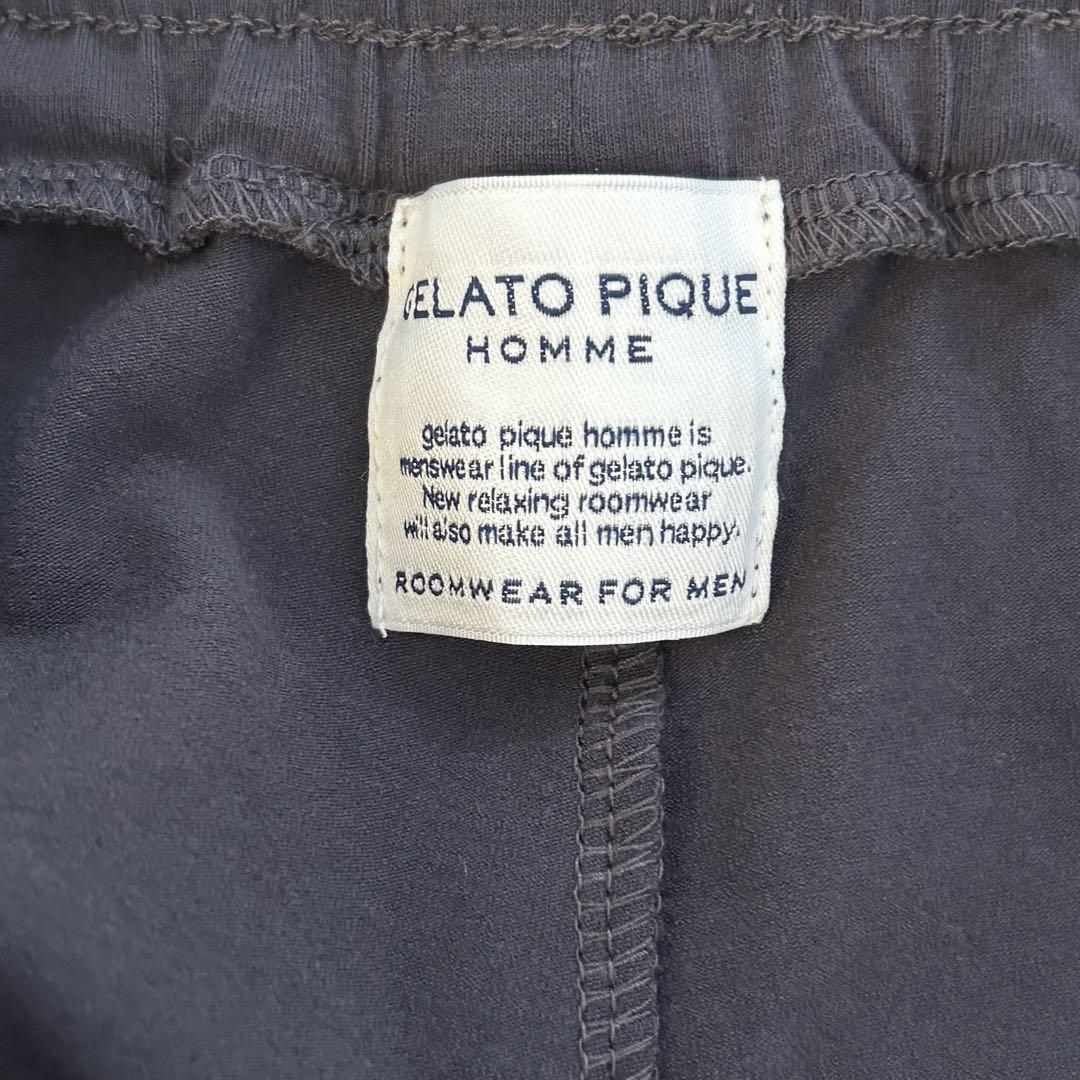 GELATO PIQUE
HOMME
gelato pique homme is
menswear line of gelato pique.
New relaxing roomwear
will also make all men happy.
ROOMWEAR FOR MEN